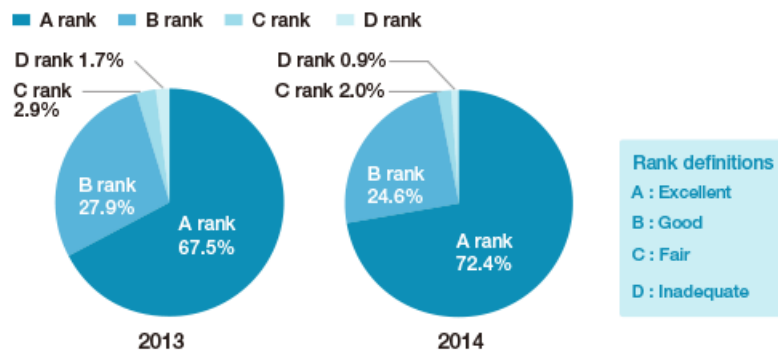 A rank B rank C rank D rank
D rank 1.7%
C rank
2.9%
B rank
27.9%
A rank
67.5%
2013
D rank 0.9%
C rank 2.0%
B rank
24.6%
A rank
72.4%
2014
Rank definitions
A : Excellent
B : Good
C : Fair
D : Inadequate